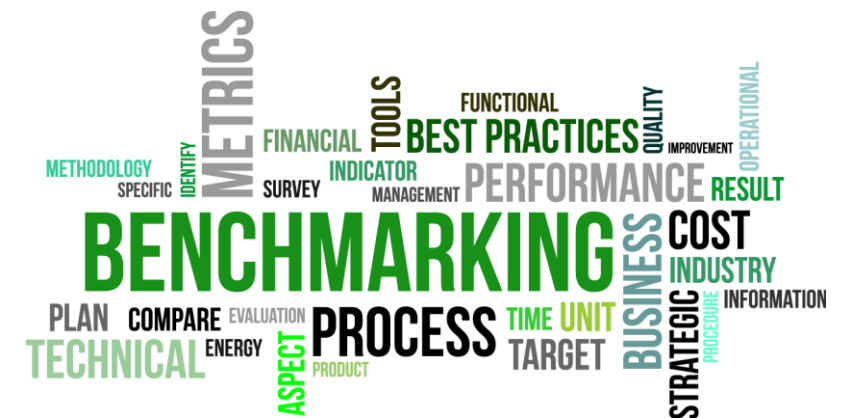 METRICS
TOOLS
FUNCTIONAL
QUALITY
OPERATIONAL
FINANCIAL
BEST PRACTICES
IMPROVEMENT
METHODOLOGY
IDENTIFY
INDICATOR
SPECIFIC
SURVEY
MANAGEMENT
PERFORMANCE
RESULT
BENCHMARKING
BUSINESS
COST
INDUSTRY
PLAN
COMPARE
EVALUATION
PROCESS
TIME
UNIT
STRATEGIC
PROCEDURE
INFORMATION
TECHNICAL
ENERGY
ASPECT
PRODUCT
TARGET